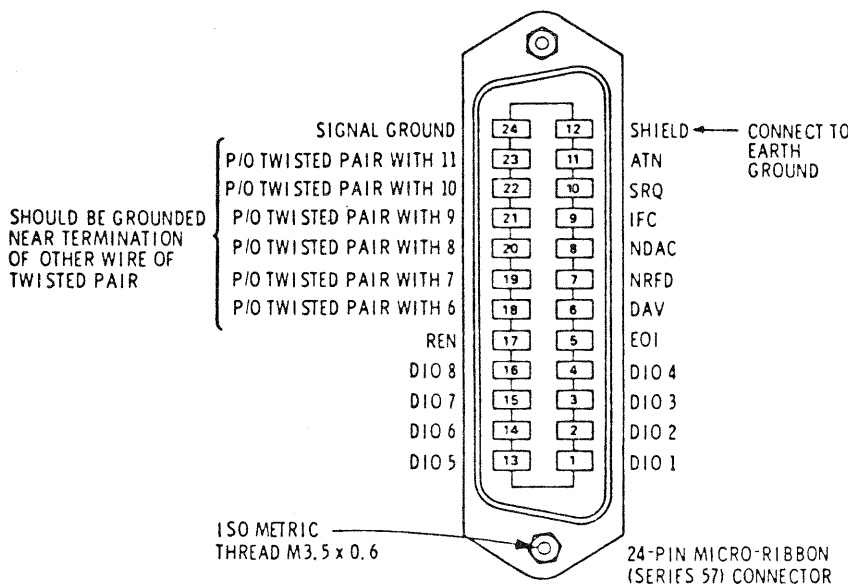 SIGNAL GROUND 24 12 SHIELD CONNECT TO
EARTH
GROUND
P/O TWISTED PAIR WITH 11 23 11 ATN
P/O TWISTED PAIR WITH 10 22 10 SRQ
P/O TWISTED PAIR WITH 9 21 9 IFC
P/O TWISTED PAIR WITH 8 20 8 NDAC
P/O TWISTED PAIR WITH 7 19 7 NRFD
P/O TWISTED PAIR WITH 6 18 6 DAV
SHOULD BE GROUNDED
NEAR TERMINATION
OF OTHER WIRE OF
TWISTED PAIR
REN 17 5 EOI
DIO 8 16 4 DIO 4
DIO 7 15 3 DIO 3
DIO 6 14 2 DIO 2
DIO 5 13 1 DIO 1
ISO METRIC
THREAD M3.5 x 0.6
24-PIN MICRO-RIBBON
(SERIES 57) CONNECTOR